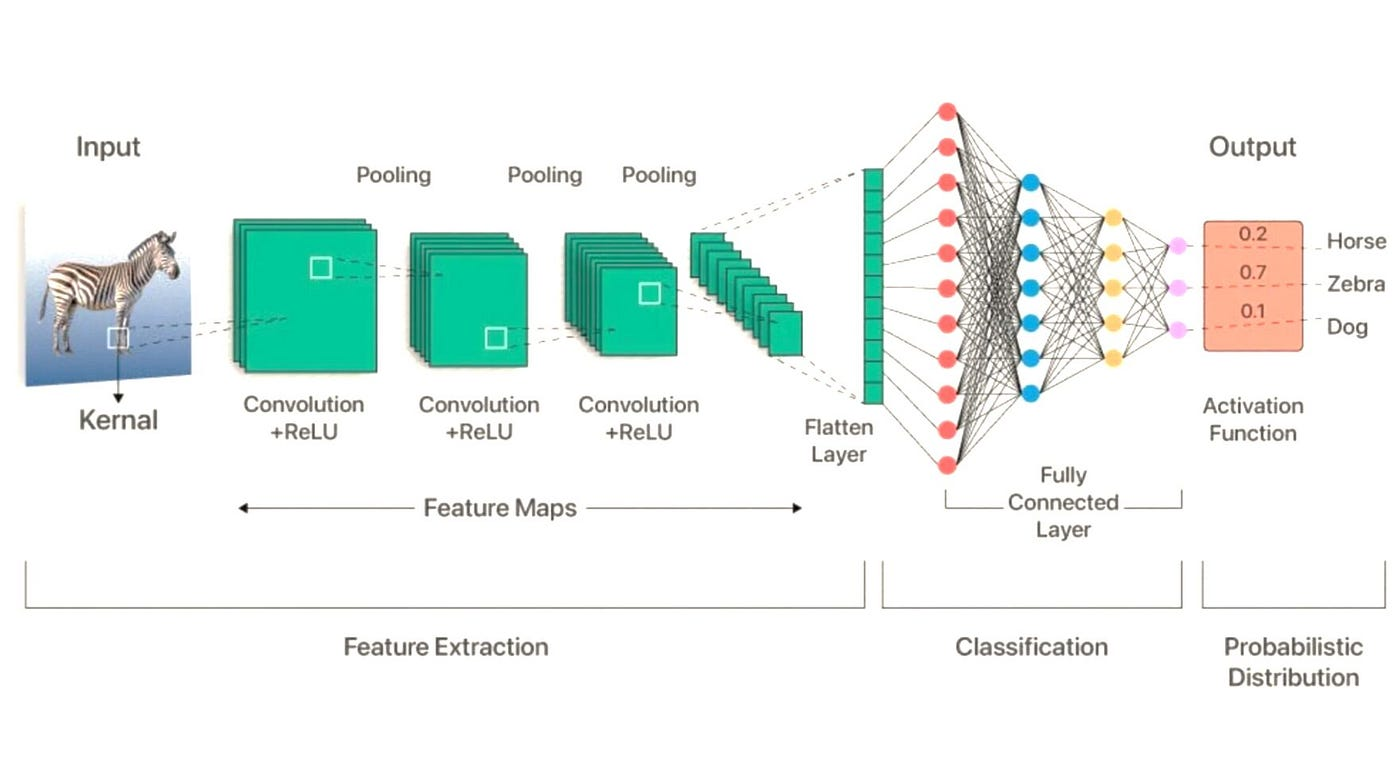 Input
Output
Pooling
Pooling
Pooling
0.2
Horse
0.7
Zebra
0.1
Dog
Kernal
Convolution
+ReLU
Convolution
+ReLU
Convolution
+ReLU
Flatten
Layer
Activation
Function
Feature Maps
Fully
Connected
Layer
Feature Extraction
Classification
Probabilistic
Distribution